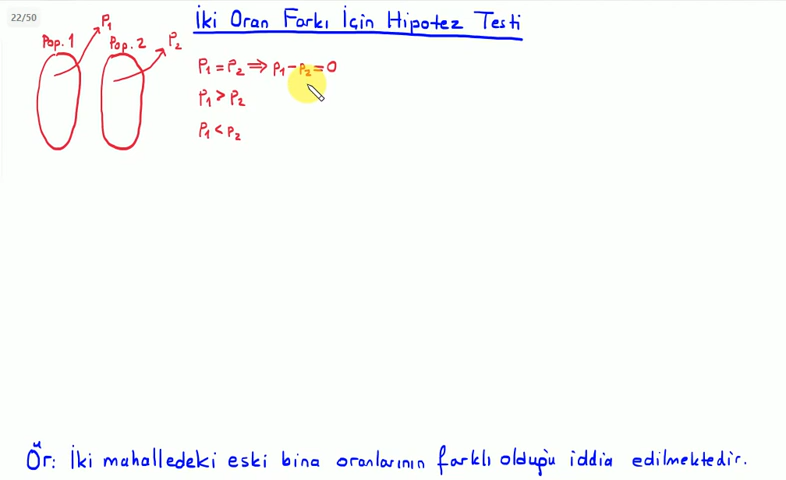 22/50
İki Oran Farkı İçin Hipotez Testi
P₁
Pop. 1 Pop. 2 P₂
P₁ = P₂ ⇒ P₁ − P₂ = 0
P₁ > P₂
P₁ < P₂
Ör: İki mahalledeki eski bina oranlarının farklı olduğu iddia edilmektedir.